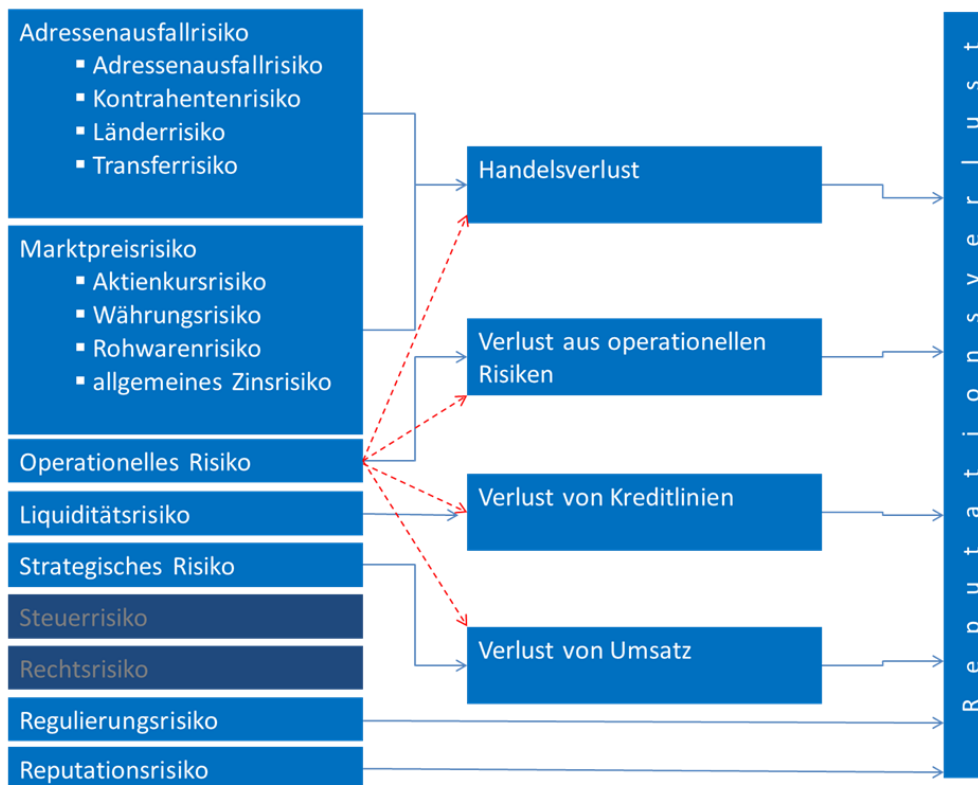 Adressenausfallrisiko
▪ Adressenausfallrisiko
▪ Kontrahentenrisiko
▪ Länderrisiko
▪ Transferrisiko
Marktpreisrisiko
▪ Aktienkursrisiko
▪ Währungsrisiko
▪ Rohwarenrisiko
▪ allgemeines Zinsrisiko
Operationelles Risiko
Liquiditätsrisiko
Strategisches Risiko
Steuerrisiko
Rechtsrisiko
Regulierungsrisiko
Reputationsrisiko
Handelsverlust
Verlust aus operationellen
Risiken
Verlust von Kreditlinien
Verlust von Umsatz
Reputationsverlust